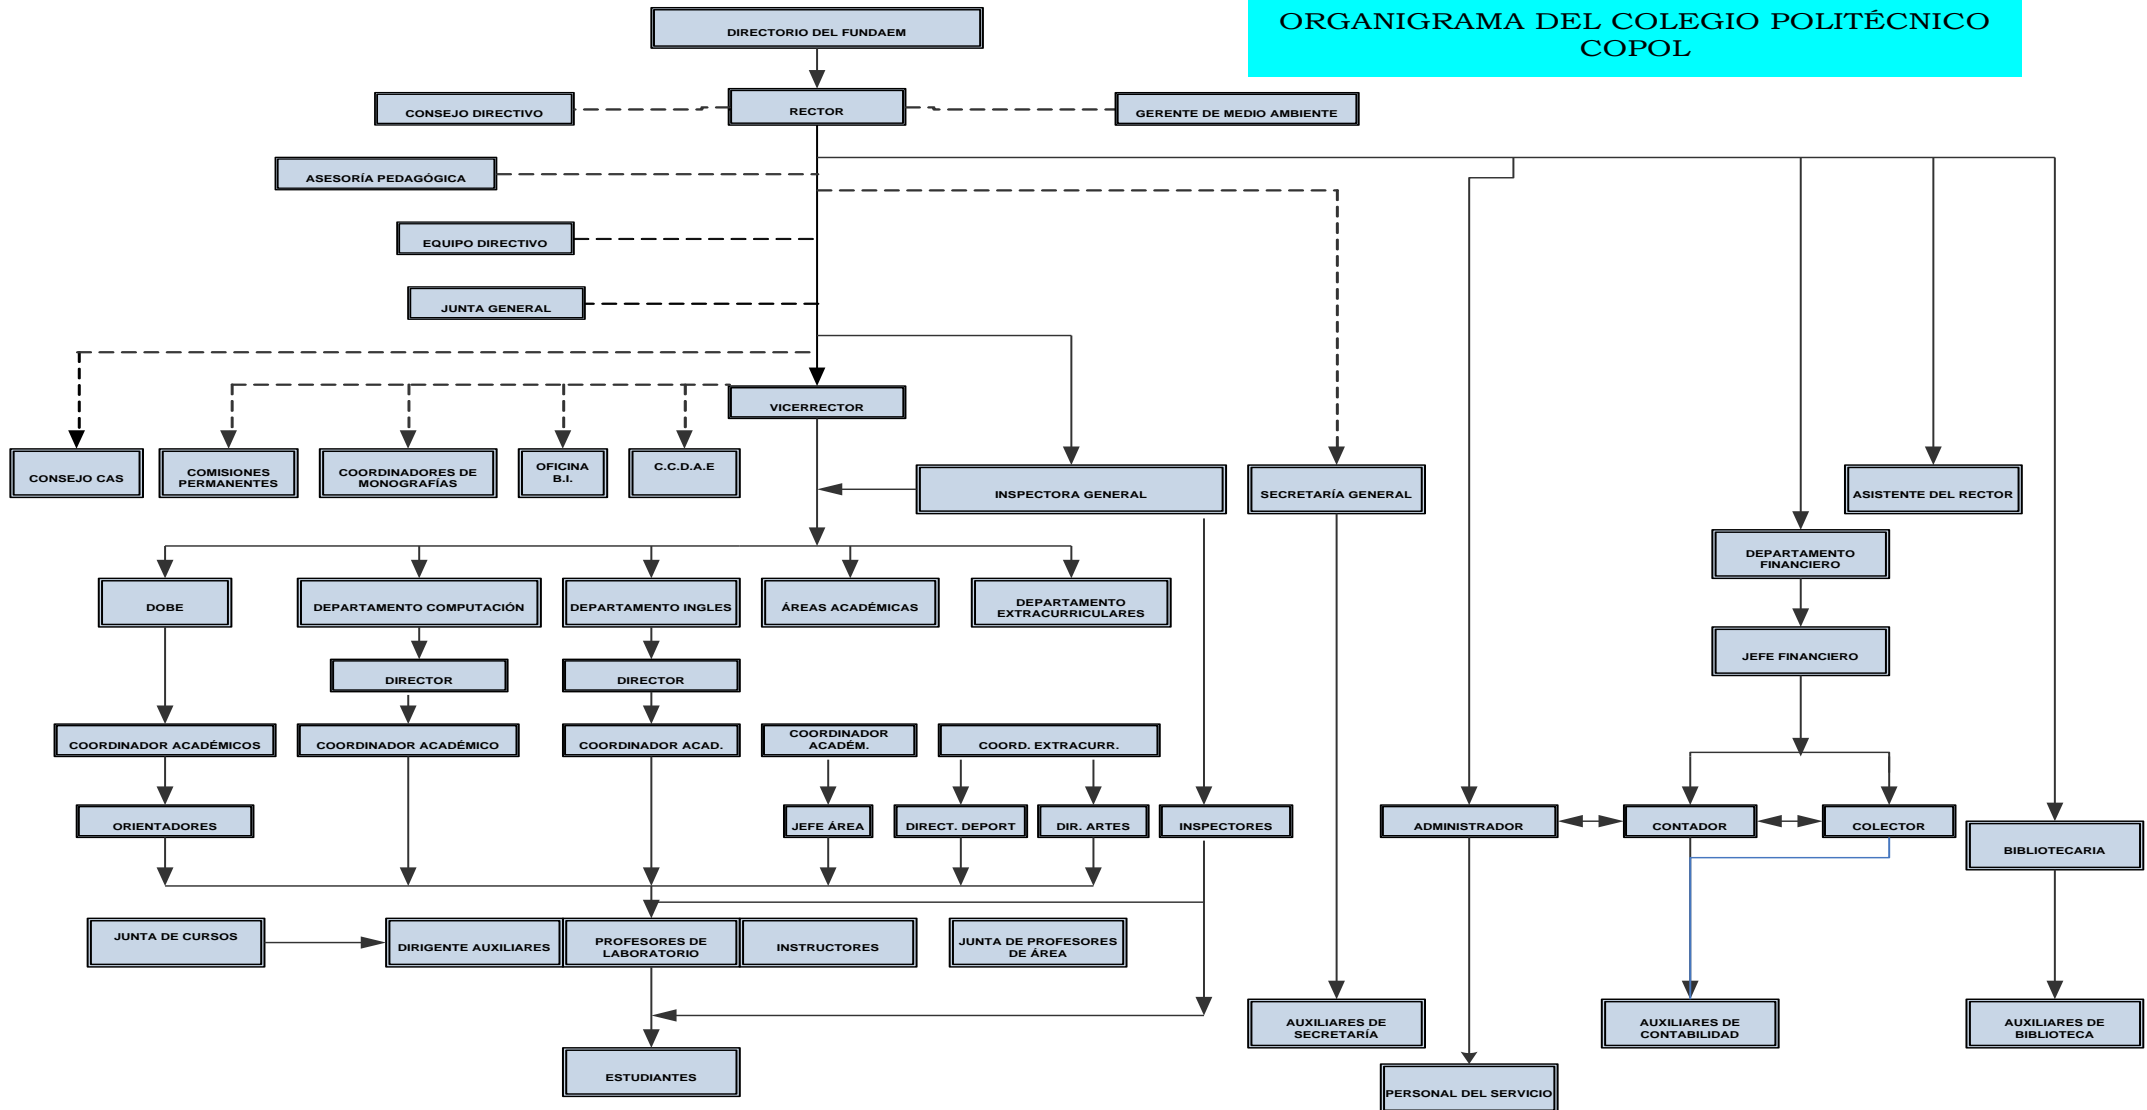 ORGANIGRAMA DEL COLEGIO POLITÉCNICO
COPOL
DIRECTORIO DEL FUNDAEM
CONSEJO DIRECTIVO
RECTOR
GERENTE DE MEDIO AMBIENTE
ASESORÍA PEDAGÓGICA
EQUIPO DIRECTIVO
JUNTA GENERAL
VICERRECTOR
CONSEJO CAS
COMISIONES
PERMANENTES
COORDINADORES DE
MONOGRAFÍAS
OFICINA
B.I.
C.C.D.A.E
INSPECTORA GENERAL
SECRETARÍA GENERAL
ASISTENTE DEL RECTOR
DEPARTAMENTO
FINANCIERO
DOBE
DEPARTAMENTO COMPUTACIÓN
DEPARTAMENTO INGLES
ÁREAS ACADÉMICAS
DEPARTAMENTO
EXTRACURRICULARES
JEFE FINANCIERO
DIRECTOR
DIRECTOR
COORDINADOR ACADÉMICOS
COORDINADOR ACADÉMICO
COORDINADOR ACAD.
COORDINADOR
ACADÉM.
COORD. EXTRACURR.
ORIENTADORES
JEFE ÁREA
DIRECT. DEPORT
DIR. ARTES
INSPECTORES
ADMINISTRADOR
CONTADOR
COLECTOR
BIBLIOTECARIA
JUNTA DE CURSOS
DIRIGENTE AUXILIARES
PROFESORES DE
LABORATORIO
INSTRUCTORES
JUNTA DE PROFESORES
DE ÁREA
AUXILIARES DE
SECRETARÍA
AUXILIARES DE
CONTABILIDAD
AUXILIARES DE
BIBLIOTECA
ESTUDIANTES
PERSONAL DEL SERVICIO